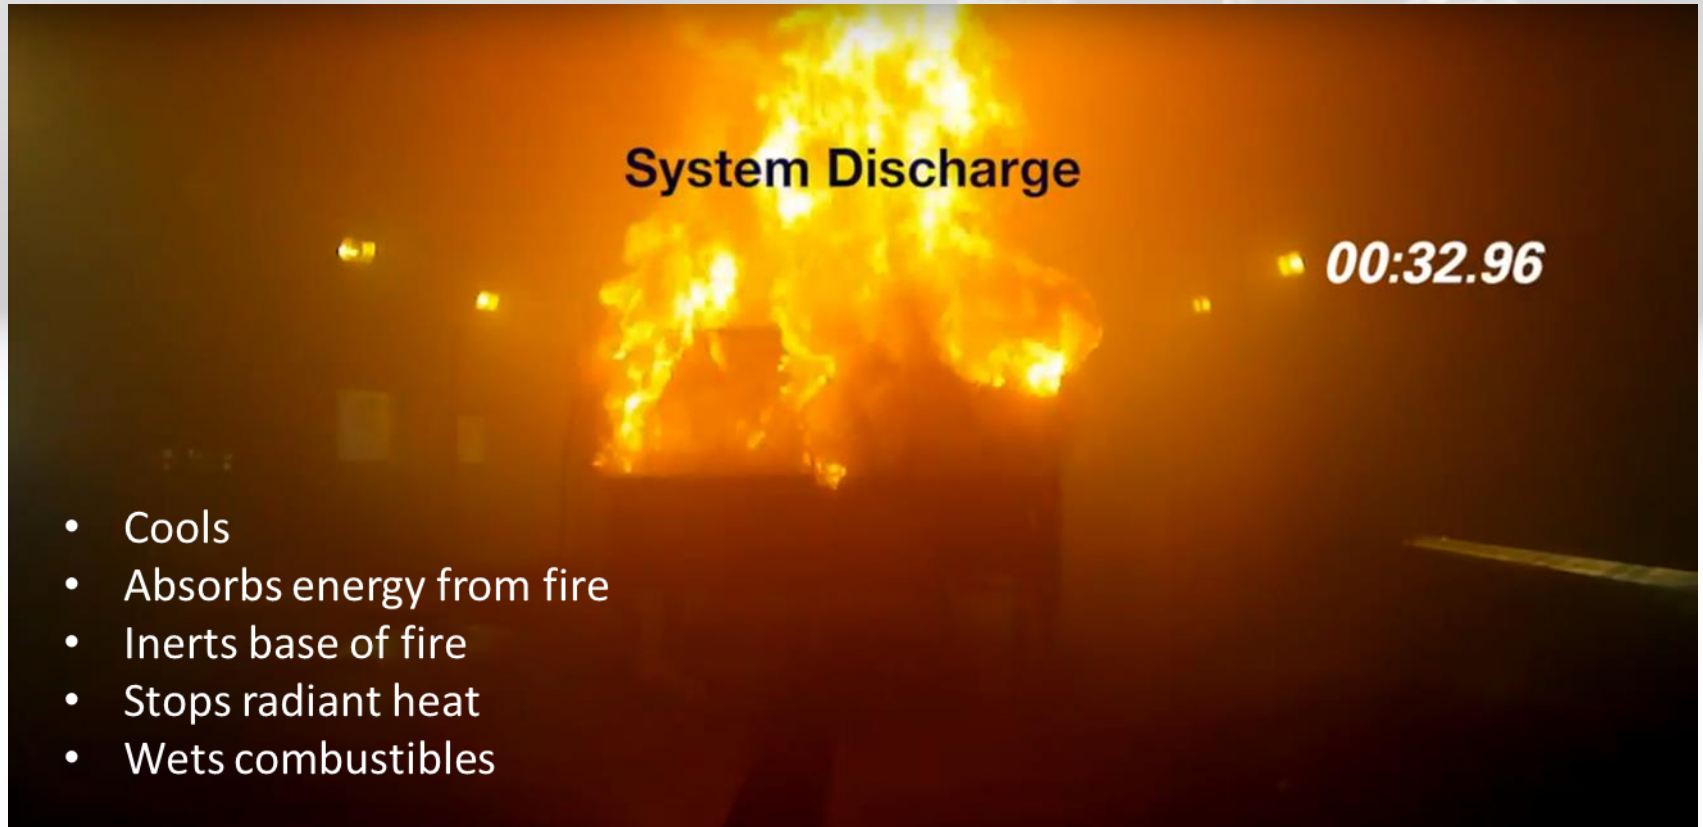 System Discharge
00:32.96
• Cools
• Absorbs energy from fire
• Inerts base of fire
• Stops radiant heat
• Wets combustibles